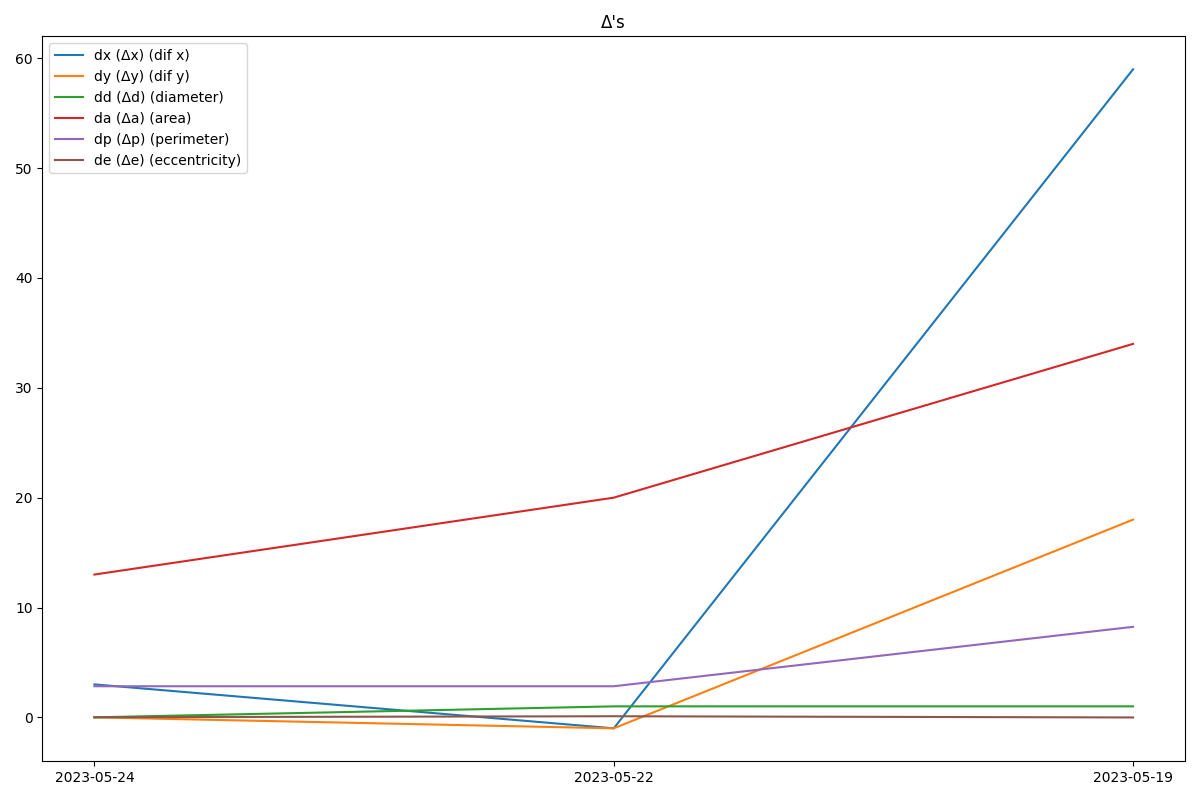 Δ's
dx (Δx) (dif x)
dy (Δy) (dif y)
dd (Δd) (diameter)
da (Δa) (area)
dp (Δp) (perimeter)
de (Δe) (eccentricity)
60
50
40
30
20
10
0
2023-05-24 2023-05-22 2023-05-19